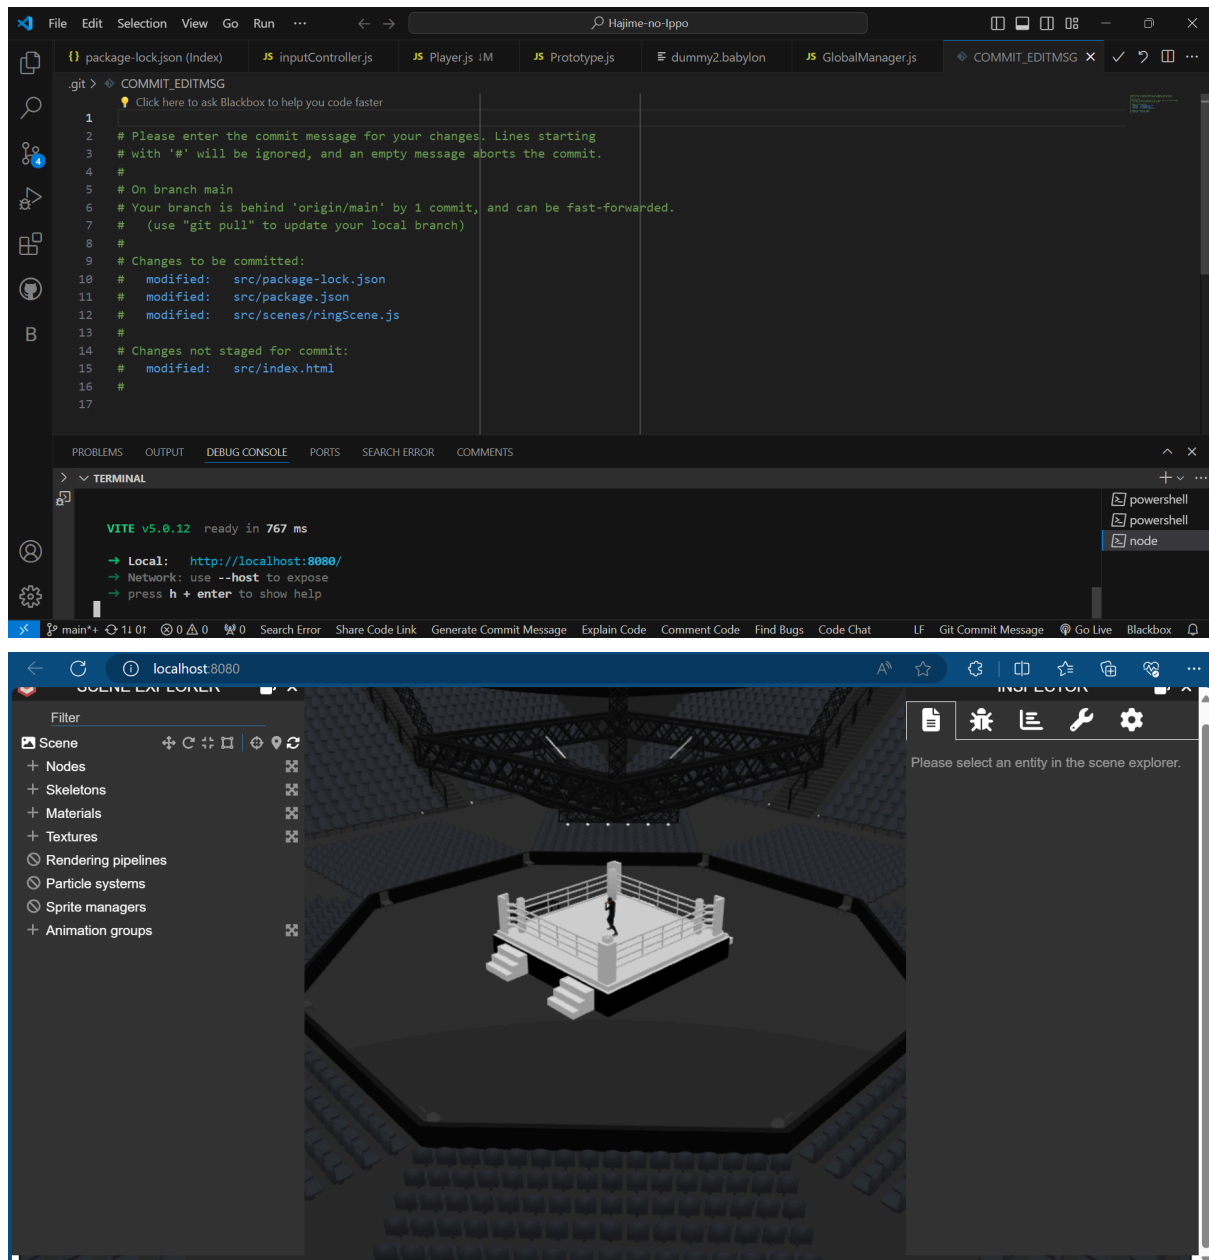 File Edit Selection View Go Run ··· Hajime-no-Ippo
{} package-lock.json (Index) JS inputController.js JS Player.js ↓M JS Prototype.js dummy2.babylon JS GlobalManager.js COMMIT_EDITMSG
.git > COMMIT_EDITMSG
Click here to ask Blackbox to help you code faster
1
2 # Please enter the commit message for your changes. Lines starting
3 # with '#' will be ignored, and an empty message aborts the commit.
4 #
5 # On branch main
6 # Your branch is behind 'origin/main' by 1 commit, and can be fast-forwarded.
7 #   (use "git pull" to update your local branch)
8 #
9 # Changes to be committed:
10 #   modified:   src/package-lock.json
11 #   modified:   src/package.json
12 #   modified:   src/scenes/ringScene.js
13 #
14 # Changes not staged for commit:
15 #   modified:   src/index.html
16 #
17
4
B
PROBLEMS OUTPUT DEBUG CONSOLE PORTS SEARCH ERROR COMMENTS
TERMINAL
powershell
powershell
node
VITE v5.0.12 ready in 767 ms
➜ Local: http://localhost:8080/
➜ Network: use --host to expose
➜ press h + enter to show help
main*+ 1↓ 0↑ 0 0 0 Search Error Share Code Link Generate Commit Message Explain Code Comment Code Find Bugs Code Chat LF Git Commit Message Go Live Blackbox
localhost:8080
SCENE EXPLORER
INSPECTOR
Filter
Scene
Nodes
Skeletons
Materials
Textures
Rendering pipelines
Particle systems
Sprite managers
Animation groups
Please select an entity in the scene explorer.